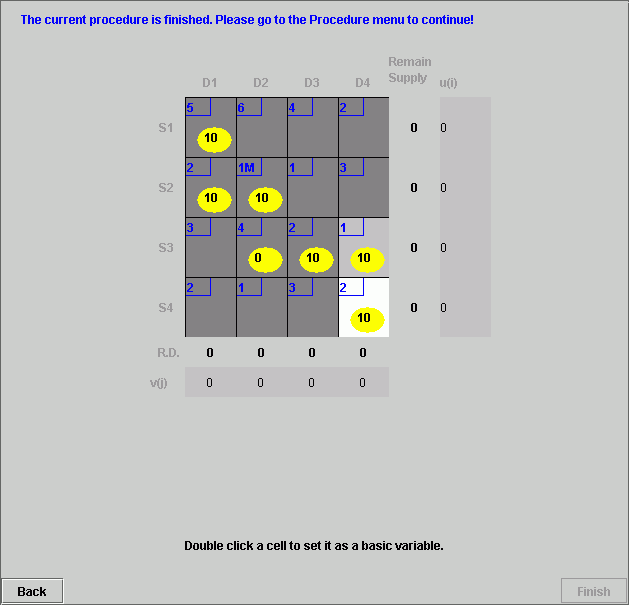 The current procedure is finished. Please go to the Procedure menu to continue!
Remain
D1 D2 D3 D4 Supply u(i)
5 6 4 2
S1 10 0 0
2 1M 1 3
S2 10 10 0 0
3 4 2 1
S3 0 10 10 0 0
2 1 3 2
S4 10 0 0
R.D. 0 0 0 0
v(j) 0 0 0 0
Double click a cell to set it as a basic variable.
Back Finish